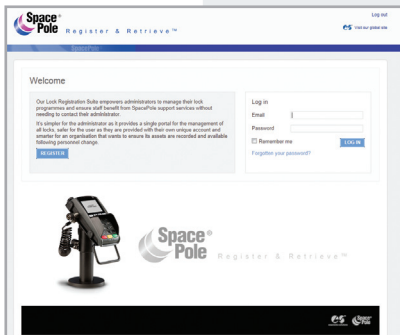 Space®
Pole
Register & Retrieve™
Log out
Visit our global site
SpacePole
Welcome
Our Lock Registration Suite empowers administrators to manage their lock
programmes and ensure staff benefit from SpacePole support services without
needing to contact their administrator.
It's simpler for the administrator as it provides a single portal for the management of
all locks, safer for the user as they are provided with their own unique account and
smarter for an organisation that wants to ensure its assets are recorded and available
following personnel change.
REGISTER
Log in
Email
Password
Remember me
LOG IN
Forgotten your password?
Space®
Pole
Register & Retrieve™
Space®
Pole